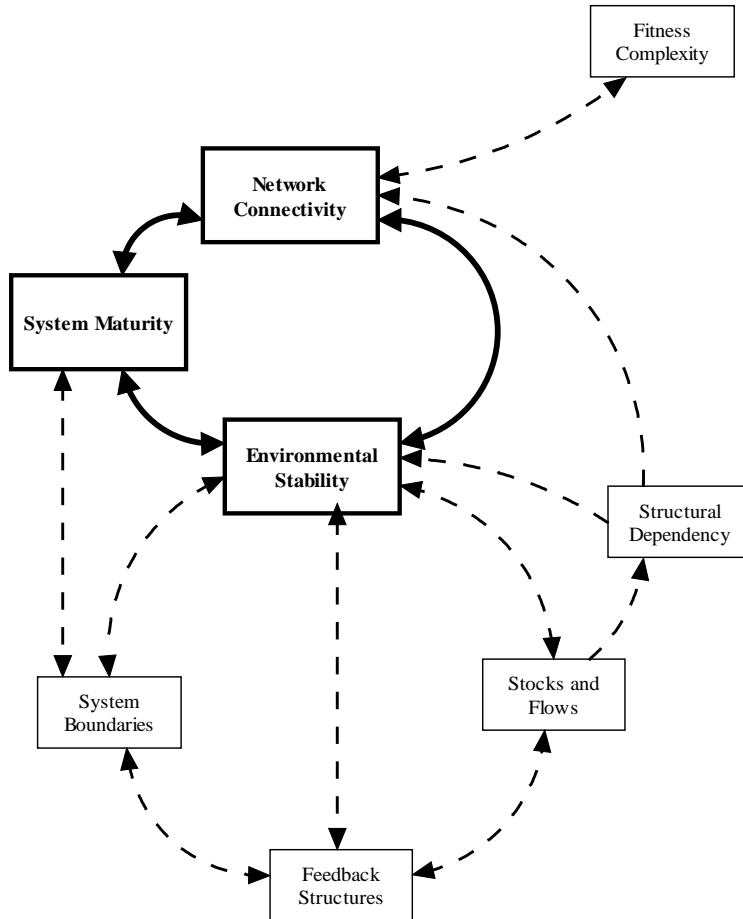 Fitness
Complexity
Network
Connectivity
System Maturity
Environmental
Stability
Structural
Dependency
System
Boundaries
Stocks and
Flows
Feedback
Structures